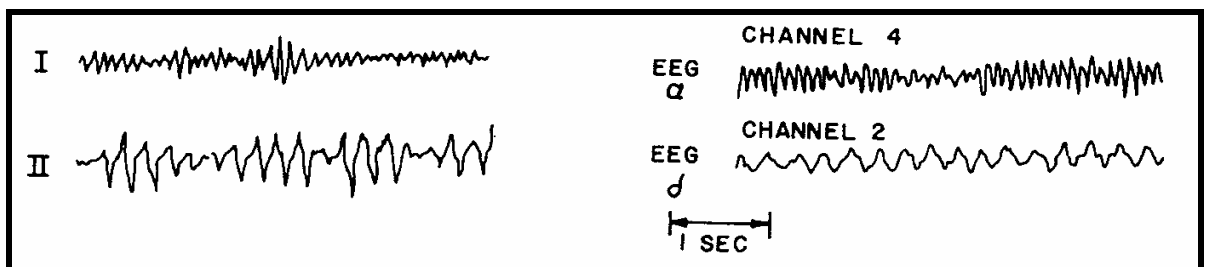 I
II
CHANNEL 4
EEG
α
CHANNEL 2
EEG
δ
1 SEC